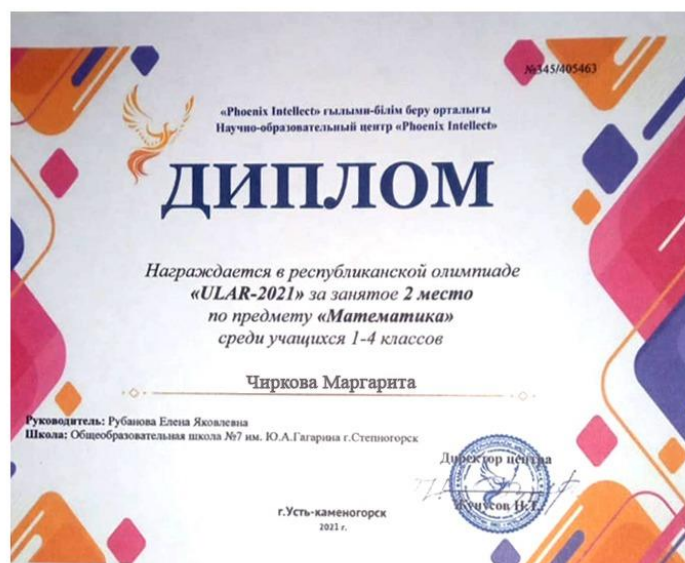 №345/405463
«Phoenix Intellect» ғылыми-білім беру орталығы
Научно-образовательный центр «Phoenix Intellect»
ДИПЛОМ
Награждается в республиканской олимпиаде
«ULAR-2021» за занятое 2 место
по предмету «Математика»
среди учащихся 1-4 классов
Чиркова Маргарита
Руководитель: Рубанова Елена Яковлевна
Школа: Общеобразовательная школа №7 им. Ю.А.Гагарина г.Степногорск
Директор центра
г.Усть-каменогорск
2021 г.